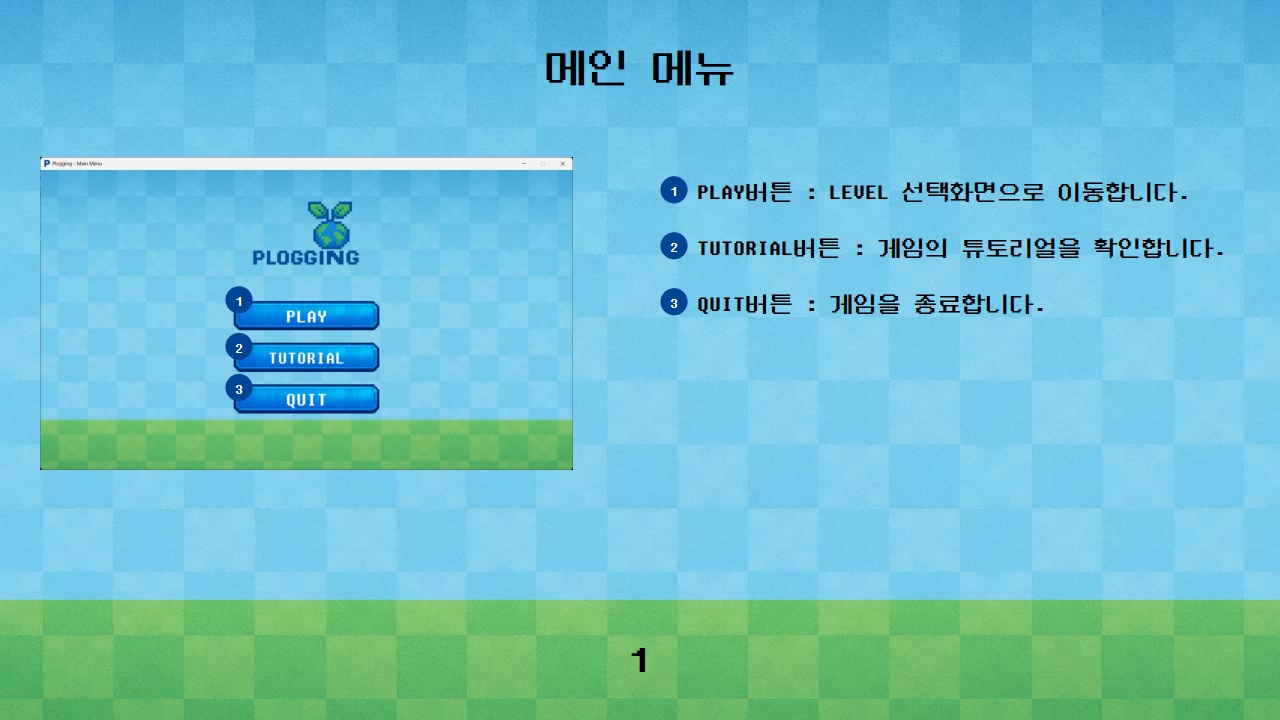 메인 메뉴
Plogging - Main Menu
PLOGGING
1
PLAY
2
TUTORIAL
3
QUIT
1 PLAY버튼 : LEVEL 선택화면으로 이동합니다.
2 TUTORIAL버튼 : 게임의 튜토리얼을 확인합니다.
3 QUIT버튼 : 게임을 종료합니다.
1